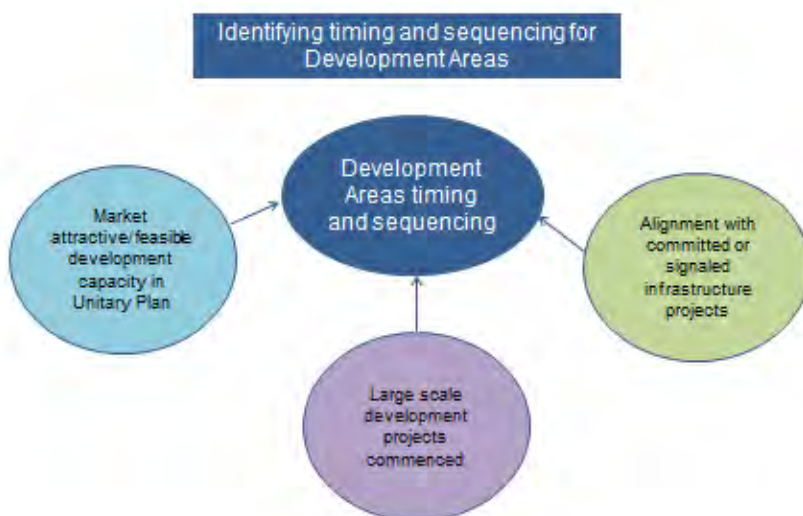 Identifying timing and sequencing for
Development Areas
Development
Areas timing
and sequencing
Market
attractive/feasible
development
capacity in
Unitary Plan
Alignment with
committed or
signaled
infrastructure
projects
Large scale
development
projects
commenced